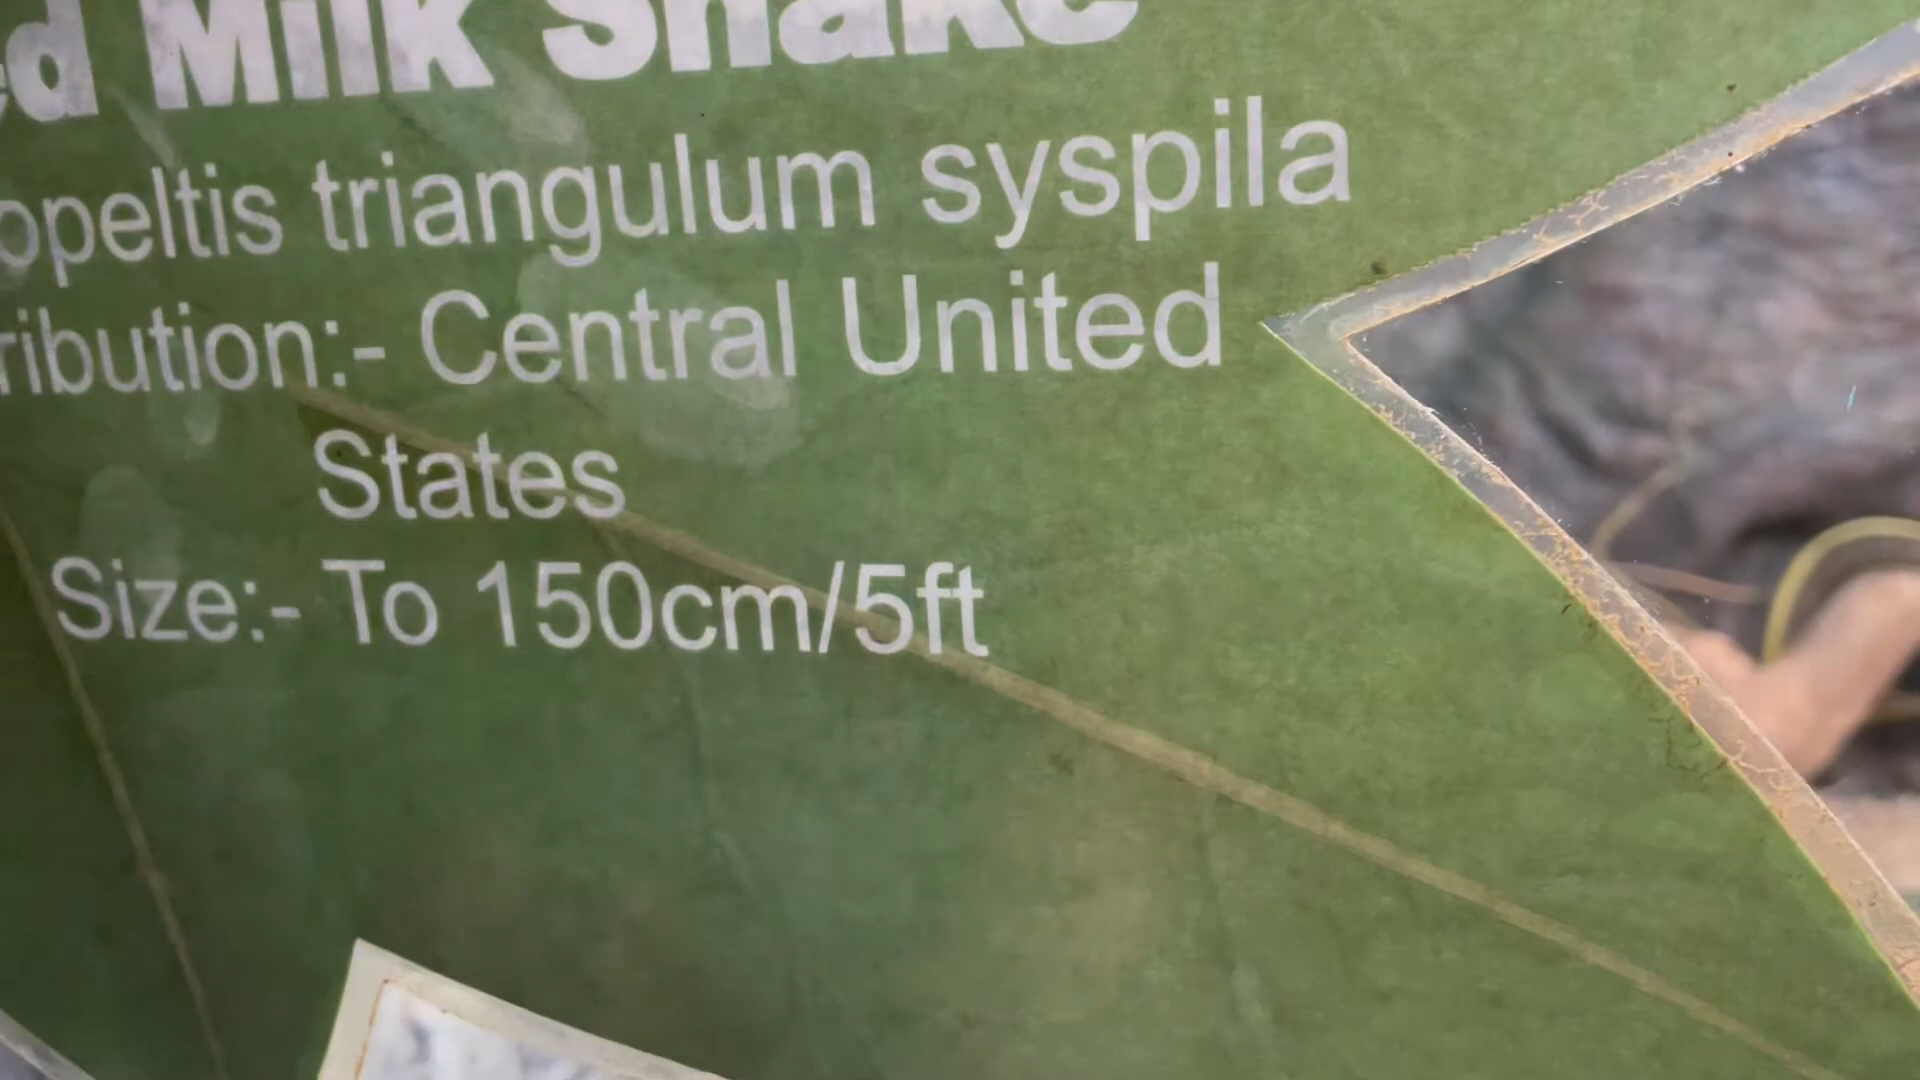 Milk Snake
triangulum syspila
Central United
States
Size:- To 150cm/5ft